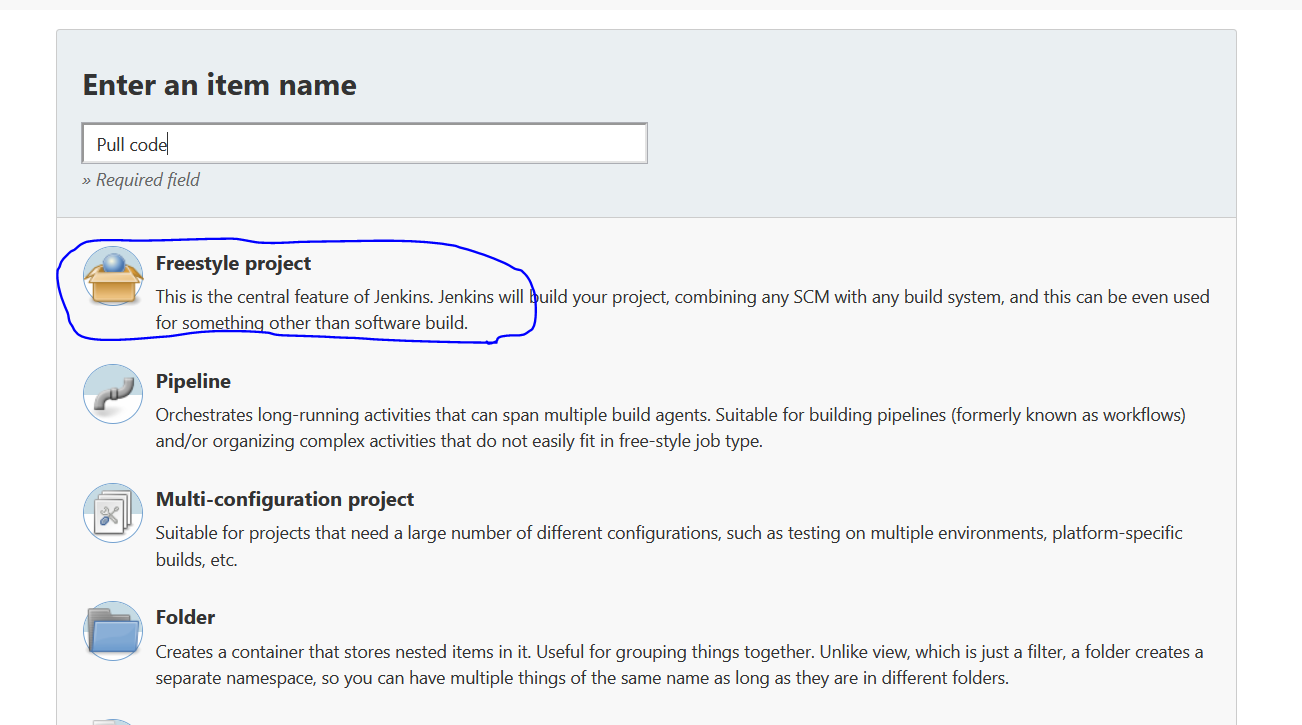 Enter an item name
Pull code
» Required field
Freestyle project
This is the central feature of Jenkins. Jenkins will build your project, combining any SCM with any build system, and this can be even used
for something other than software build.
Pipeline
Orchestrates long-running activities that can span multiple build agents. Suitable for building pipelines (formerly known as workflows)
and/or organizing complex activities that do not easily fit in free-style job type.
Multi-configuration project
Suitable for projects that need a large number of different configurations, such as testing on multiple environments, platform-specific
builds, etc.
Folder
Creates a container that stores nested items in it. Useful for grouping things together. Unlike view, which is just a filter, a folder creates a
separate namespace, so you can have multiple things of the same name as long as they are in different folders.